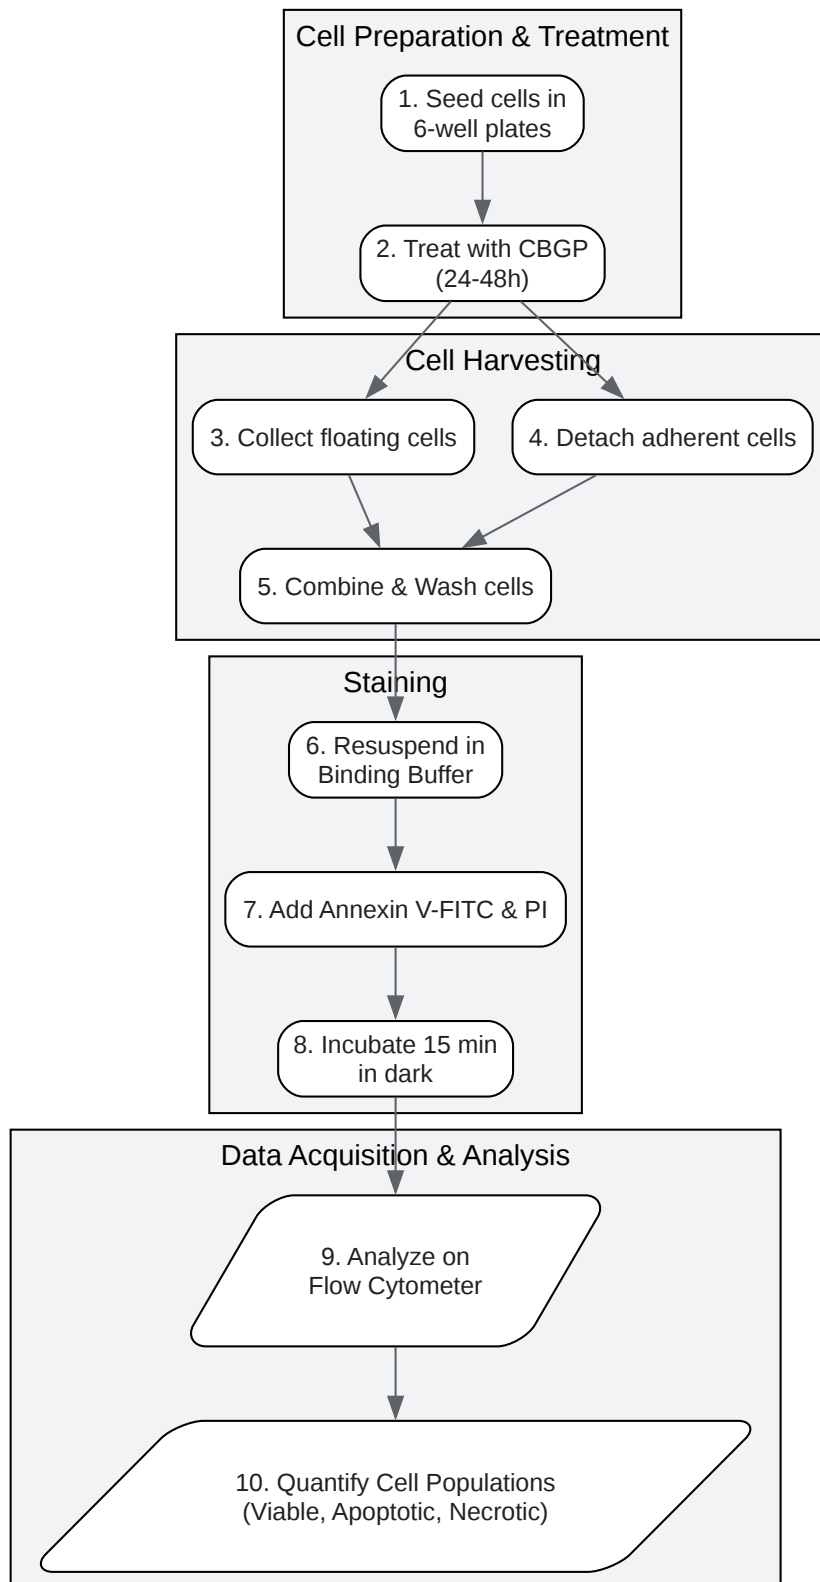 Cell Preparation & Treatment
1. Seed cells in
6-well plates
2. Treat with CBGP
(24-48h)
Cell Harvesting
3. Collect floating cells
4. Detach adherent cells
5. Combine & Wash cells
Staining
6. Resuspend in
Binding Buffer
7. Add Annexin V-FITC & PI
8. Incubate 15 min
in dark
Data Acquisition & Analysis
9. Analyze on
Flow Cytometer
10. Quantify Cell Populations
(Viable, Apoptotic, Necrotic)